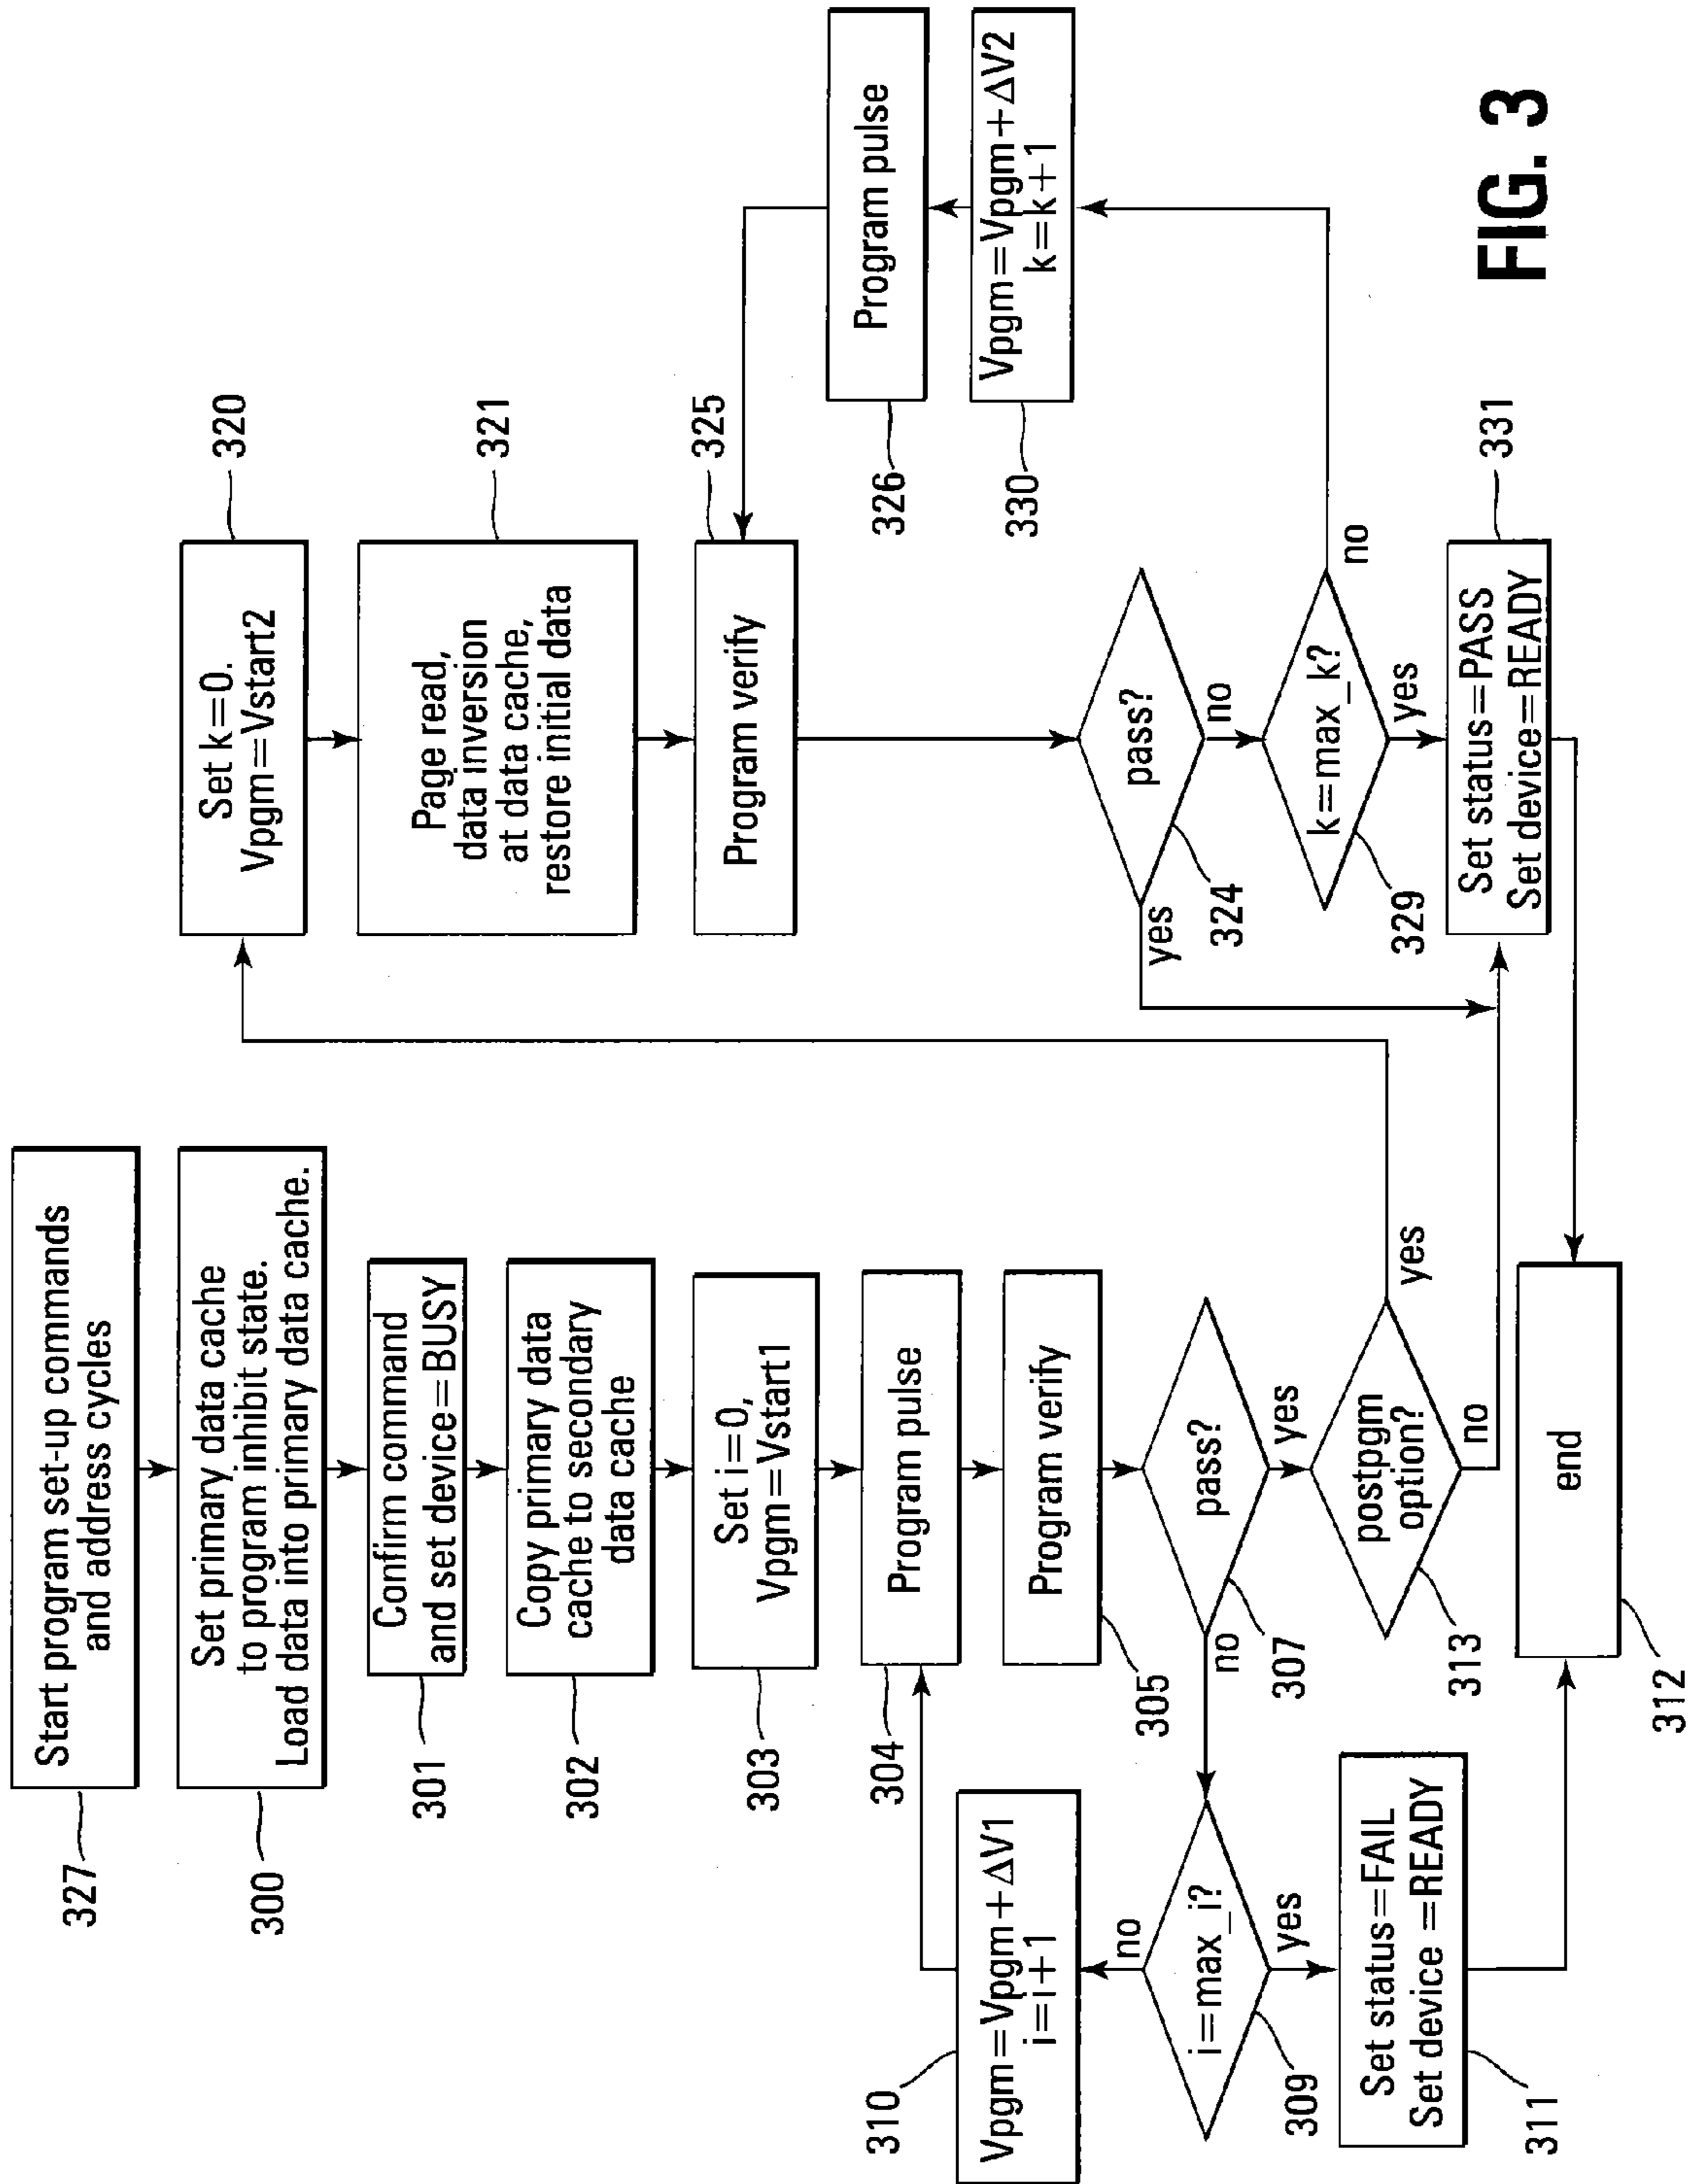 Start program set-up commands
and address cycles
327
Set primary data cache
to program inhibit state.
Load data into primary data cache.
300
Confirm command
and set device=BUSY
301
Copy primary data
cache to secondary
data cache
302
Set i=0,
Vpgm=Vstart1
303
Program pulse
304
Program verify
305
pass?
307
no
yes
postpgm
option?
313
yes
no
Vpgm=Vpgm+ΔV1
i=i+1
310
i=max_i?
309
no
yes
Set status=FAIL
Set device =READY
311
end
312
Set k=0.
Vpgm=Vstart2
320
Page read,
data inversion
at data cache,
restore initial data
321
Program verify
325
pass?
324
yes
no
k=max_k?
329
no
yes
Program pulse
326
Vpgm=Vpgm+ΔV2
k=k+1
330
Set status=PASS
Set device=READY
331
FIG. 3